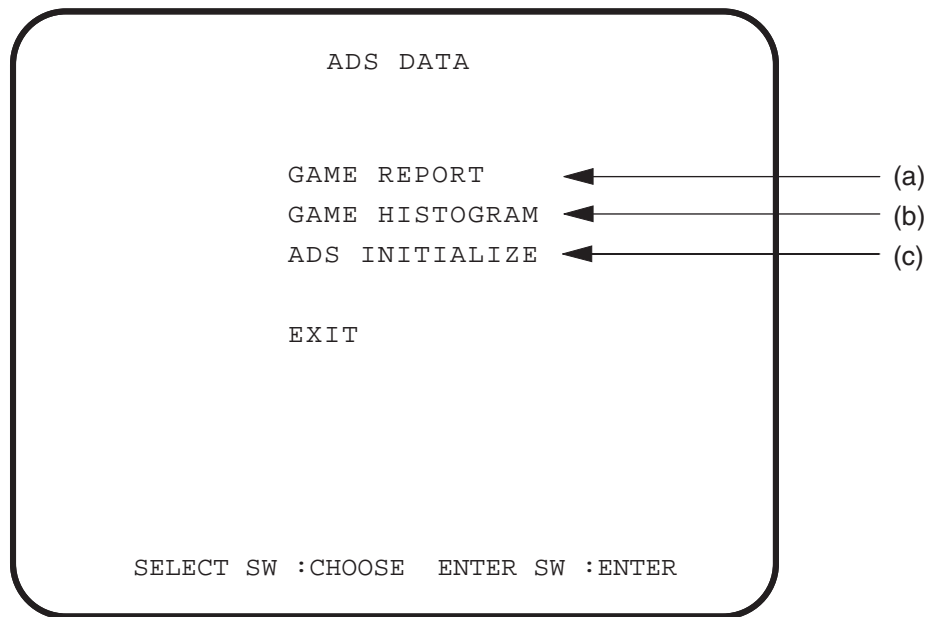 ADS DATA
GAME REPORT (a)
GAME HISTOGRAM (b)
ADS INITIALIZE (c)
EXIT
SELECT SW :CHOOSE ENTER SW :ENTER